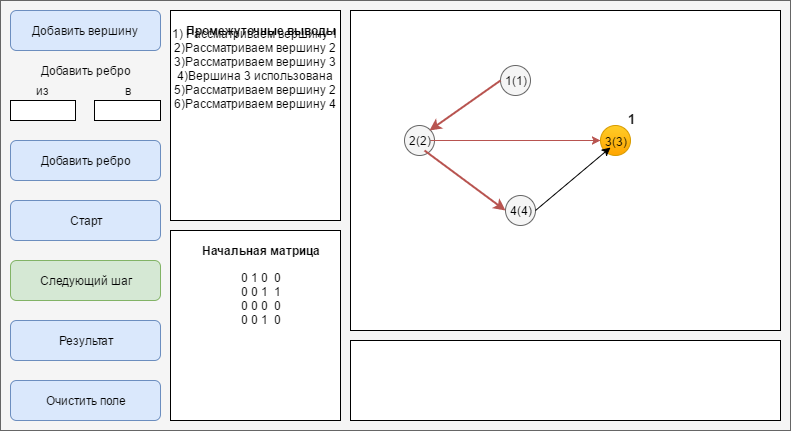 Добавить вершину
Добавить ребро
из
в
Добавить ребро
Старт
Следующий шаг
Результат
Очистить поле
Промежуточные выводы
1) Рассматриваем вершину 1
2)Рассматриваем вершину 2
3)Рассматриваем вершину 3
4)Вершина 3 использована
5)Рассматриваем вершину 2
6)Рассматриваем вершину 4
Начальная матрица
0 1 0 0
0 0 1 1
0 0 0 0
0 0 1 0
1(1)
1
2(2)
3(3)
4(4)